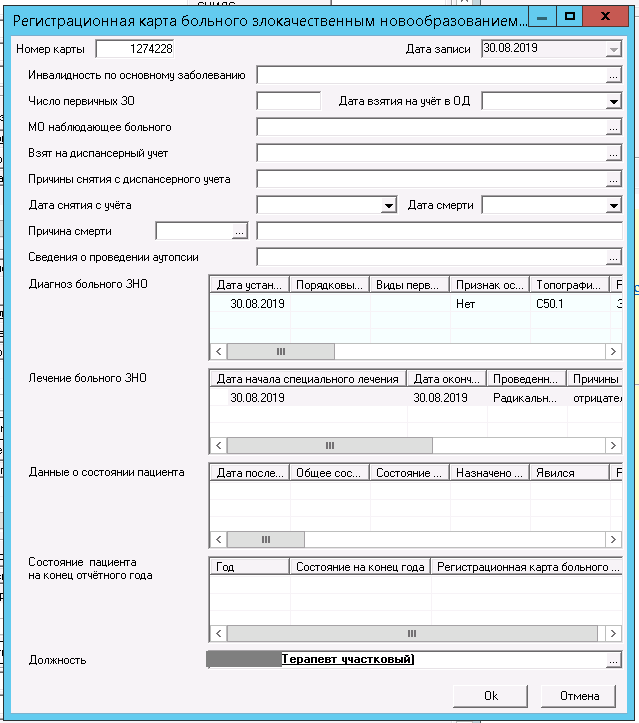 Регистрационная карта больного злокачественным новообразованием...
Номер карты 1274228 Дата записи 30.08.2019
Инвалидность по основному заболеванию ...
Число первичных ЗО Дата взятия на учёт в ОД
МО наблюдающее больного ...
Взят на диспансерный учет ...
Причины снятия с диспансерного учета ...
Дата снятия с учёта Дата смерти
Причина смерти ...
Сведения о проведении аутопсии ...
Диагноз больного ЗНО Дата устан... Порядковы... Виды перв... Признак ос... Топографи...
30.08.2019 Нет C50.1
Лечение больного ЗНО Дата начала специального лечения Дата оконч... Проведенн... Причины
30.08.2019 30.08.2019 Радикальн... отрицател
Данные о состоянии пациента Дата после... Общее сос... Состояние ... Назначено ... Явился
Состояние пациента
на конец отчётного года
Год Состояние на конец года Регистрационная карта больного ...
Должность Терапевт участковый) ...
Ok Отмена